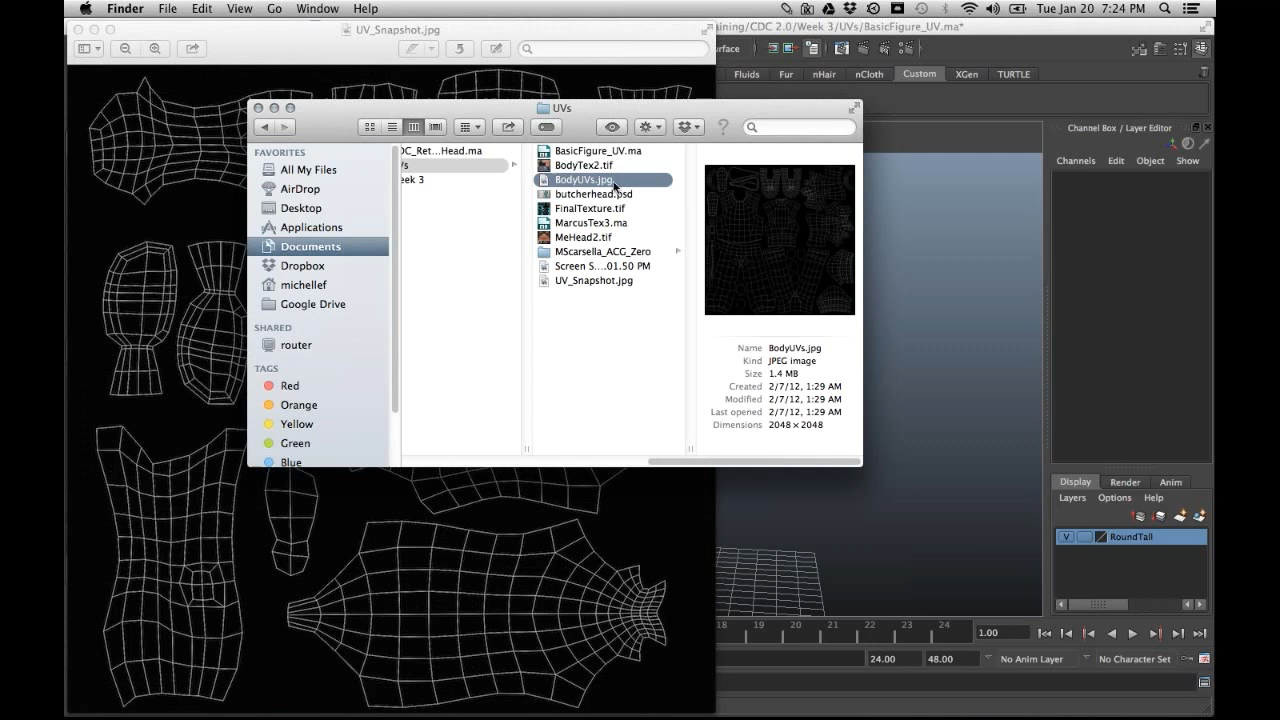 Finder File Edit View Go Window Help
Tue Jan 20 7:24 PM
UV_Snapshot.jpg
aining/CDC 2.0/Week 3/UVs/BasicFigure_UV.ma*
urface
Fluids Fur nHair nCloth Custom XGen TURTLE
UVs
Channel Box / Layer Editor
Channels Edit Object Show
FAVORITES
All My Files
AirDrop
Desktop
Applications
Documents
Dropbox
michellef
Google Drive
SHARED
router
TAGS
Red
Orange
Yellow
Green
Blue
DC_Ret...Head.ma
/s
eek 3
BasicFigure_UV.ma
BodyTex2.tif
BodyUVs.jpg
butcherhead.psd
FinalTexture.tif
MarcusTex3.ma
MeHead2.tif
MScarsella_ACG_Zero
Screen S....01.50 PM
UV_Snapshot.jpg
Name BodyUVs.jpg
Kind JPEG image
Size 1.4 MB
Created 2/7/12, 1:29 AM
Modified 2/7/12, 1:29 AM
Last opened 2/7/12, 1:29 AM
Dimensions 2048×2048
Display Render Anim
Layers Options Help
V RoundTall
18 19 20 21 22 23 24
1.00
24.00 48.00 No Anim Layer No Character Set